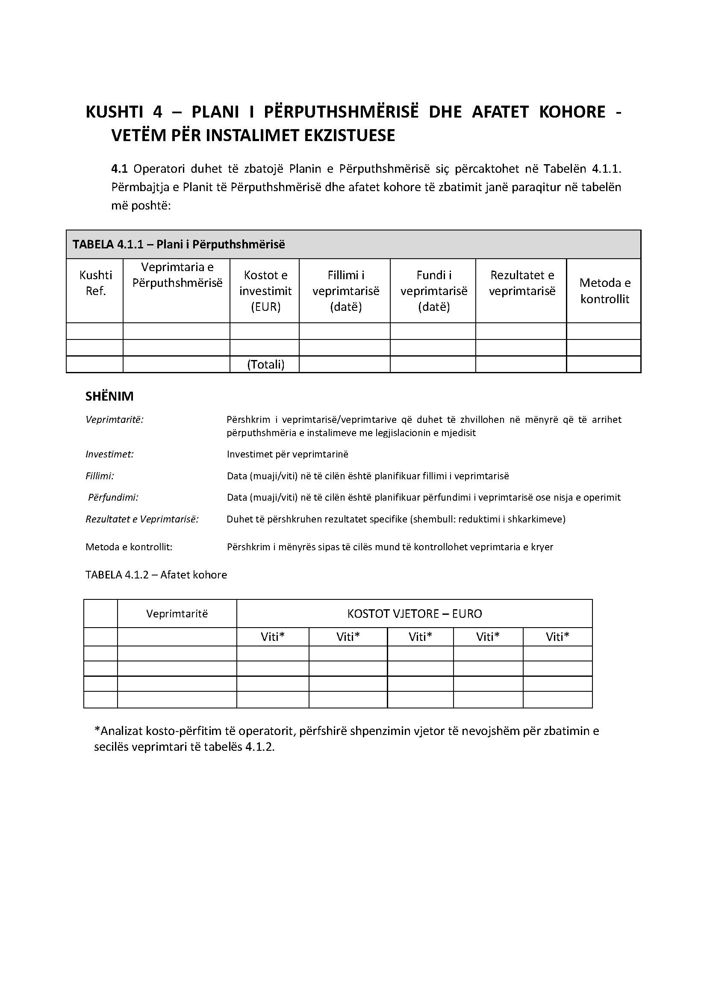 KUSHTI 4 – PLANI I PËRPUTHSHMËRISË DHE AFATET KOHORE -
VETËM PËR INSTALIMET EKZISTUESE
4.1 Operatori duhet të zbatojë Planin e Përputhshmërisë siç përcaktohet në Tabelën 4.1.1.
Përmbajtja e Planit të Përputhshmërisë dhe afatet kohore të zbatimit janë paraqitur në tabelën
më poshtë:
TABELA 4.1.1 – Plani i Përputhshmërisë
Kushti
Ref.
Veprimtaria e
Përputhshmërisë
Kostot e
investimit
(EUR)
Fillimi i
veprimtarisë
(datë)
Fundi i
veprimtarisë
(datë)
Rezultatet e
veprimtarisë
Metoda e
kontrollit
(Totali)
SHËNIM
Veprimtaritë: Përshkrim i veprimtarisë/veprimtarive që duhet të zhvillohen në mënyrë që të arrihet
përputhshmëria e instalimeve me legjislacionin e mjedisit
Investimet: Investimet për veprimtarinë
Fillimi: Data (muaji/viti) në të cilën është planifikuar fillimi i veprimtarisë
Përfundimi: Data (muaji/viti) në të cilën është planifikuar përfundimi i veprimtarisë ose nisja e operimit
Rezultatet e Veprimtarisë: Duhet të përshkruhen rezultatet specifike (shembull: reduktimi i shkarkimeve)
Metoda e kontrollit: Përshkrim i mënyrës sipas të cilës mund të kontrollohet veprimtaria e kryer
TABELA 4.1.2 – Afatet kohore
Veprimtaritë KOSTOT VJETORE – EURO
Viti* Viti* Viti* Viti* Viti*
*Analizat kosto-përfitim të operatorit, përfshirë shpenzimin vjetor të nevojshëm për zbatimin e
secilës veprimtari të tabelës 4.1.2.